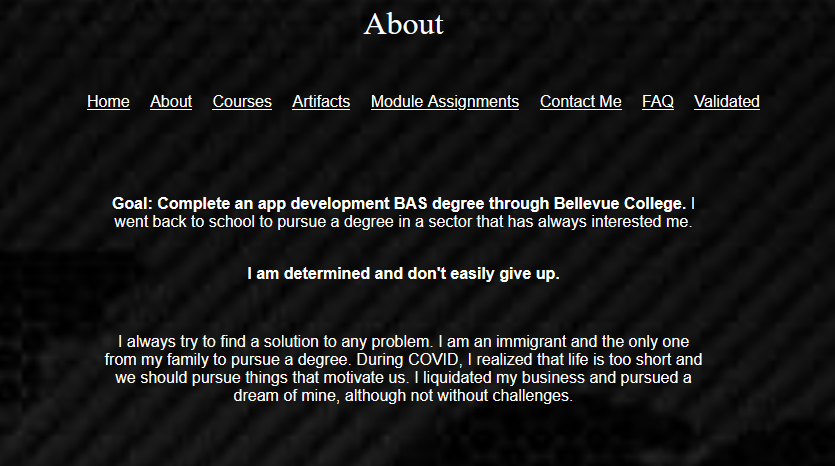 About
Home About Courses Artifacts Module Assignments Contact Me FAQ Validated
Goal: Complete an app development BAS degree through Bellevue College. I
went back to school to pursue a degree in a sector that has always interested me.
I am determined and don't easily give up.
I always try to find a solution to any problem. I am an immigrant and the only one
from my family to pursue a degree. During COVID, I realized that life is too short and
we should pursue things that motivate us. I liquidated my business and pursued a
dream of mine, although not without challenges.